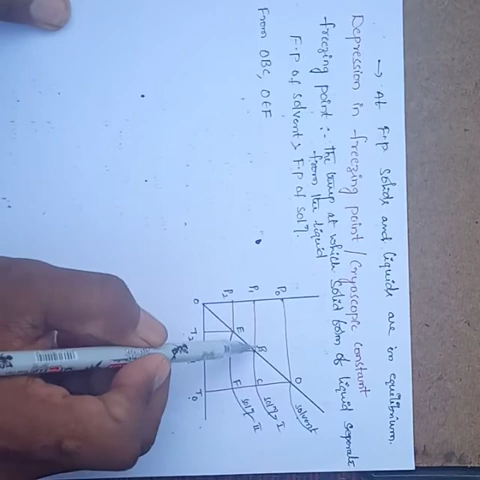 → At F.p solids and liquids are in equilibrium.
Depression in freezing point / Cryoscopic constant
freezing point :- the temp at which solid form of liquid separate
from the liquid
F.p of solvent > F.p of solⁿ.
From OBC, OEF
P₀
P₁
P₂
O
E
B
D
F
C
solvent
solⁿ I
solⁿ II
T₂
T₀